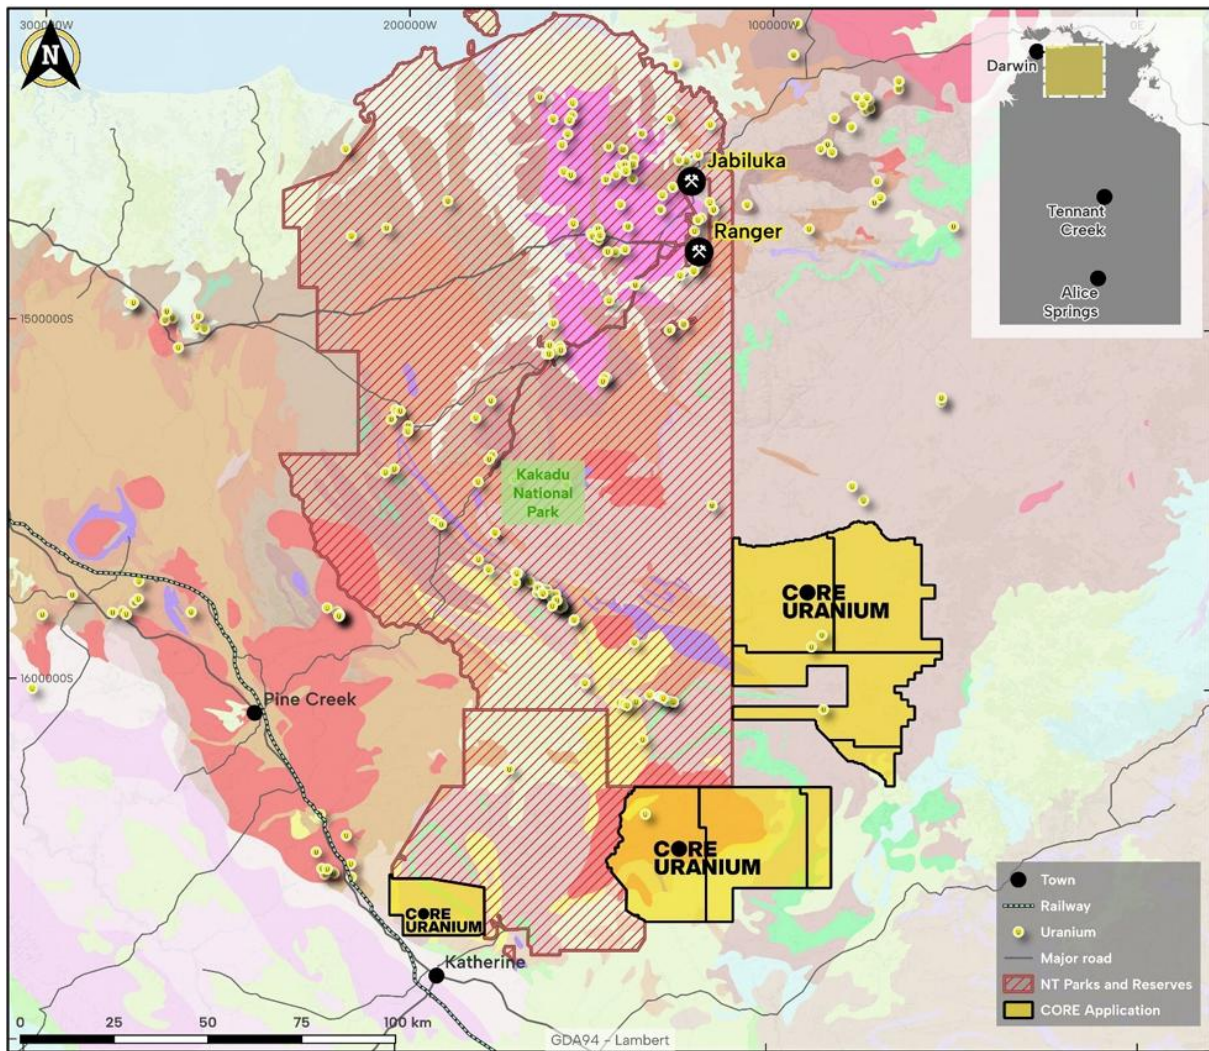 300000W
200000W
100000W
0E
N
Darwin
Tennant
Creek
Alice
Springs
Jabiluka
Ranger
1500000S
Kakadu
National
Park
CORE
URANIUM
1600000S
Pine Creek
CORE
URANIUM
CORE
URANIUM
Katherine
Town
Railway
U
Uranium
Major road
NT Parks and Reserves
CORE Application
0 25 50 75 100 km
GDA94 – Lambert